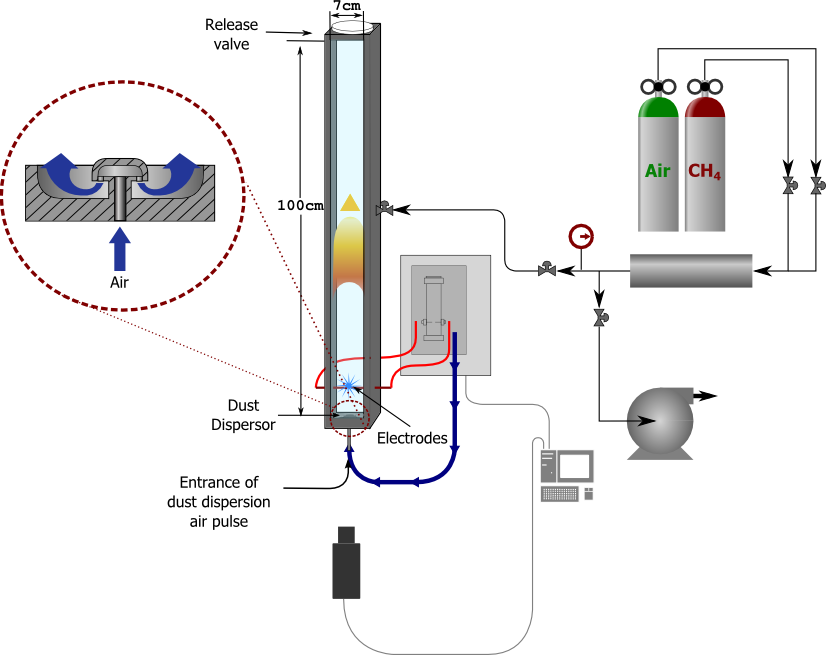 7cm
Release
valve
Air
CH4
100cm
Air
Dust
Dispersor
Electrodes
Entrance of
dust dispersion
air pulse